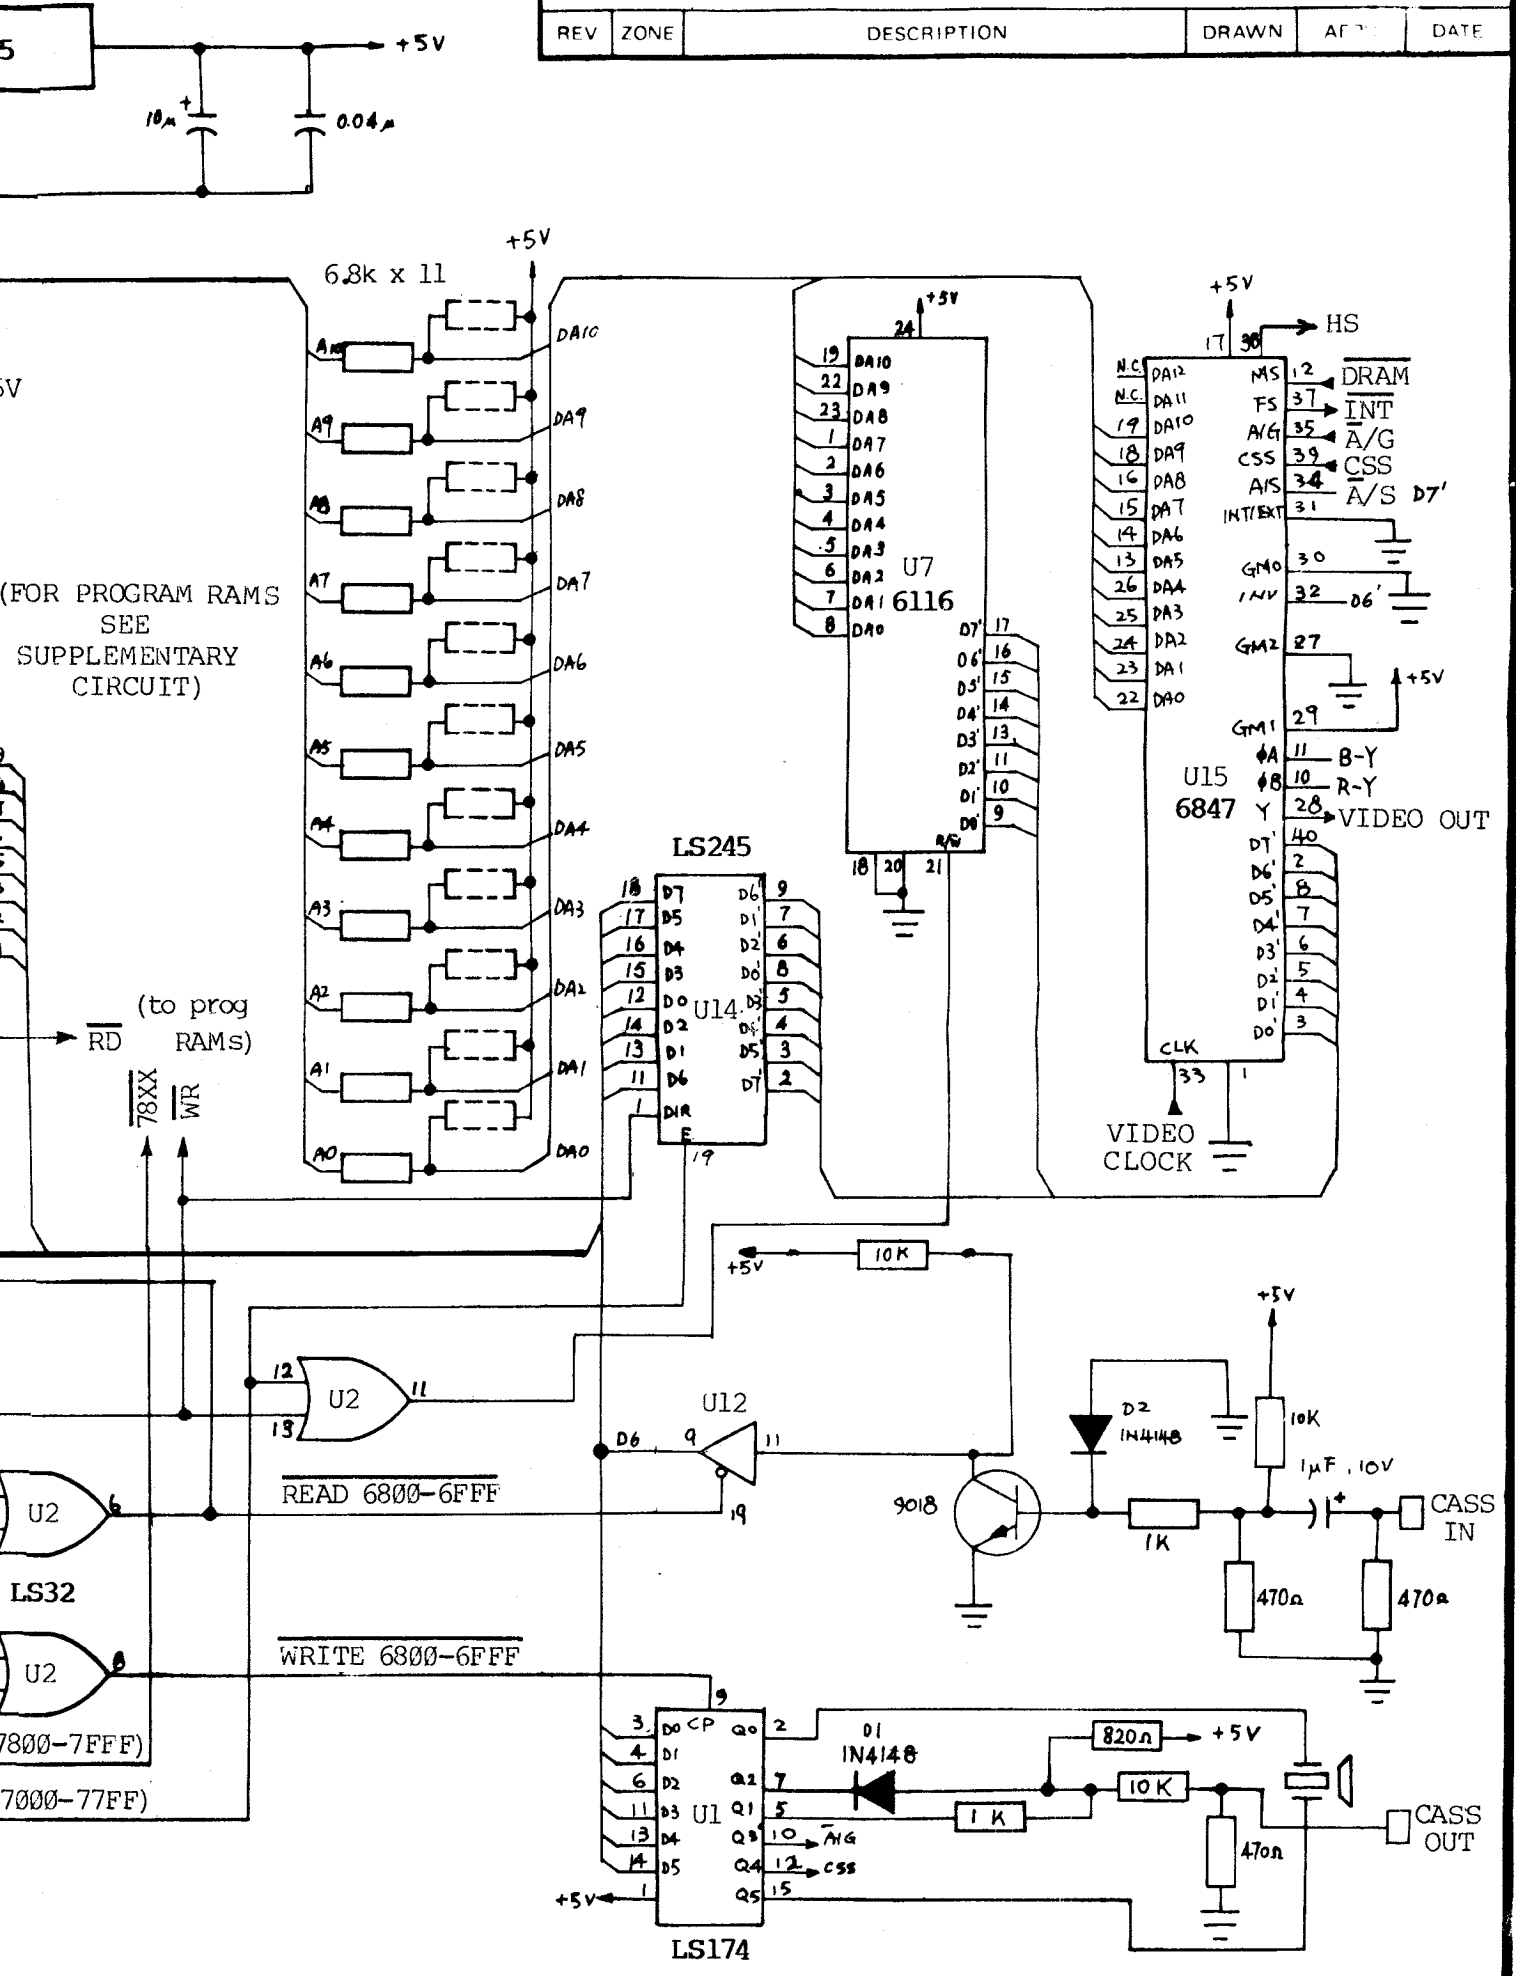 REV ZONE DESCRIPTION DRAWN DATE
5
+5V
10μ +
0.04μ
+5V
6.8k x 11
A10 DA10
A9 DA9
A8 DA8
A7 DA7
A6 DA6
A5 DA5
A4 DA4
A3 DA3
A2 DA2
A1 DA1
A0 DA0
5V
(FOR PROGRAM RAMS
SEE
SUPPLEMENTARY
CIRCUIT)
(to prog
RAMs)
RD
78XX
WR
+5V
24
19 DA10
22 DA9
23 DA8
1 DA7
2 DA6
3 DA5
4 DA4
5 DA3
6 DA2
7 DA1
8 DA0
U7
6116
D7' 17
D6' 16
D5' 15
D4' 14
D3' 13
D2' 11
D1' 10
D0' 9
R/W
18 20 21
+5V
17 38
HS
N.C. DA12
N.C. DA11
19 DA10
18 DA9
16 DA8
15 DA7
14 DA6
13 DA5
26 DA4
25 DA3
24 DA2
23 DA1
22 DA0
MS 12 DRAM
FS 37 INT
A/G 35 A/G
CSS 39 CSS
A/S 34 A/S D7'
INT/EXT 31
GM0 30
INV 32 D6'
GM2 27
+5V
GM1 29
ΦA 11 B-Y
ΦB 10 R-Y
Y 28 VIDEO OUT
U15
6847
D7' 40
D6' 2
D5' 8
D4' 7
D3' 6
D2' 5
D1' 4
D0' 3
CLK
33 1
VIDEO
CLOCK
LS245
18 D7 D6' 9
17 D5 D1' 7
16 D4 D2' 6
15 D3 D0' 8
12 D0 D3' 5
14 D2 D4' 4
13 D1 D5' 3
11 D6 D7' 2
1 DIR
U14
E
19
+5V 10K
12
13
U2
11
U12
D6 9 11
19
READ 6800-6FFF
U2 6
LS32
WRITE 6800-6FFF
U2 8
7800-7FFF)
7000-77FF)
9018
D2
1N4148
+5V
10K
1μF, 10V
+
1K
470Ω
470Ω
CASS
IN
9
CP
3 D0 Q0 2
4 D1
6 D2 Q2 7
11 D3 Q1 5
13 D4 Q3 10 A/G
14 D5 Q4 12 CSS
+5V 1 Q5 15
U1
LS174
D1
1N4148
820Ω +5V
10K
1K
470Ω
CASS
OUT